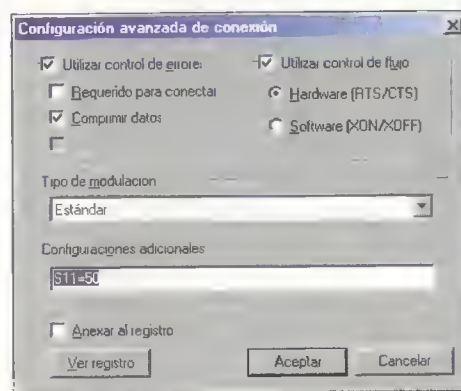 Configuración avanzada de conexión
Utilizar control de errores
Requerido para conectar
Comprimir datos
Utilizar control de flujo
Hardware (RTS/CTS)
Software (XON/XOFF)
Tipo de modulacion
Estándar
Configuraciones adicionales
S11=50
Anexar al registro
Ver registro
Aceptar
Cancelar